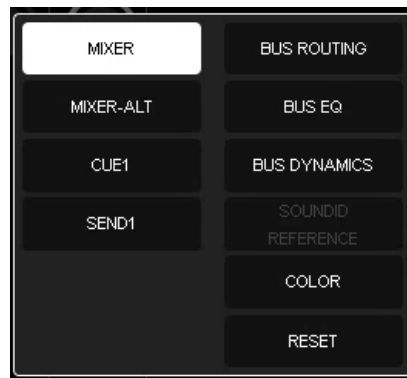 MIXER
MIXER-ALT
CUE1
SEND1
BUS ROUTING
BUS EQ
BUS DYNAMICS
SOUNDID
REFERENCE
COLOR
RESET